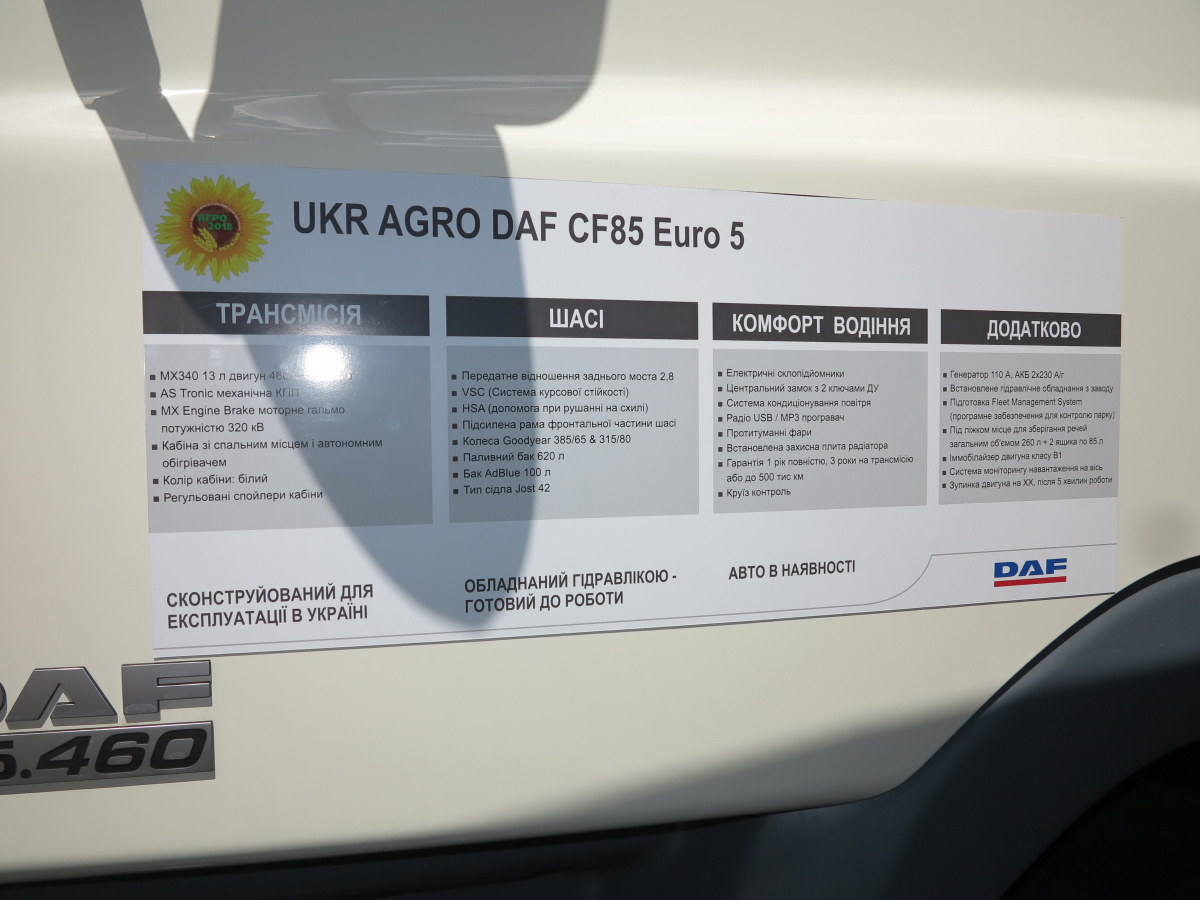 АГРО
2018
UKR AGRO DAF CF85 Euro 5
ТРАНСМІСІЯ
MX340 13 л двигун
AS Tronic механічна КПП
MX Engine Brake моторне гальмо
потужністю 320 кВ
Кабіна зі спальним місцем і автономним
обігрівачем
Колір кабіни: білий
Регульовані спойлери кабіни
ШАСІ
Передатне відношення заднього моста 2,8
VSC (Система курсової стійкості)
HSA (допомога при рушанні на схилі)
Підсилена рама фронтальної частини шасі
Колеса Goodyear 385/65 & 315/80
Паливний бак 620 л
Бак AdBlue 100 л
Тип сідла Jost 42
КОМФОРТ ВОДІННЯ
Електричні склопідйомники
Центральний замок з 2 ключами ДУ
Система кондиціонування повітря
Радіо USB / MP3 програвач
Протитуманні фари
Встановлена захисна плита радіатора
Гарантія 1 рік повністю, 3 роки на трансмісію
або до 500 тис км
Круїз контроль
ДОДАТКОВО
Генератор 110 А, АКБ 2х230 А/г
Встановлене гідравлічне обладнання з заводу
Підготовка Fleet Management System
(програмне забезпечення для контролю парку)
Під ліжком місце для зберігання речей
загальним об'ємом 260 л + 2 ящика по 85 л
Іммобілайзер двигуна класу В1
Система моніторингу навантаження на вісь
Зупинка двигуна на ХХ, після 5 хвилин роботи
СКОНСТРУЙОВАНИЙ ДЛЯ
ЕКСПЛУАТАЦІЇ В УКРАЇНІ
ОБЛАДНАНИЙ ГІДРАВЛІКОЮ -
ГОТОВИЙ ДО РОБОТИ
АВТО В НАЯВНОСТІ
DAF
DAF
5.460